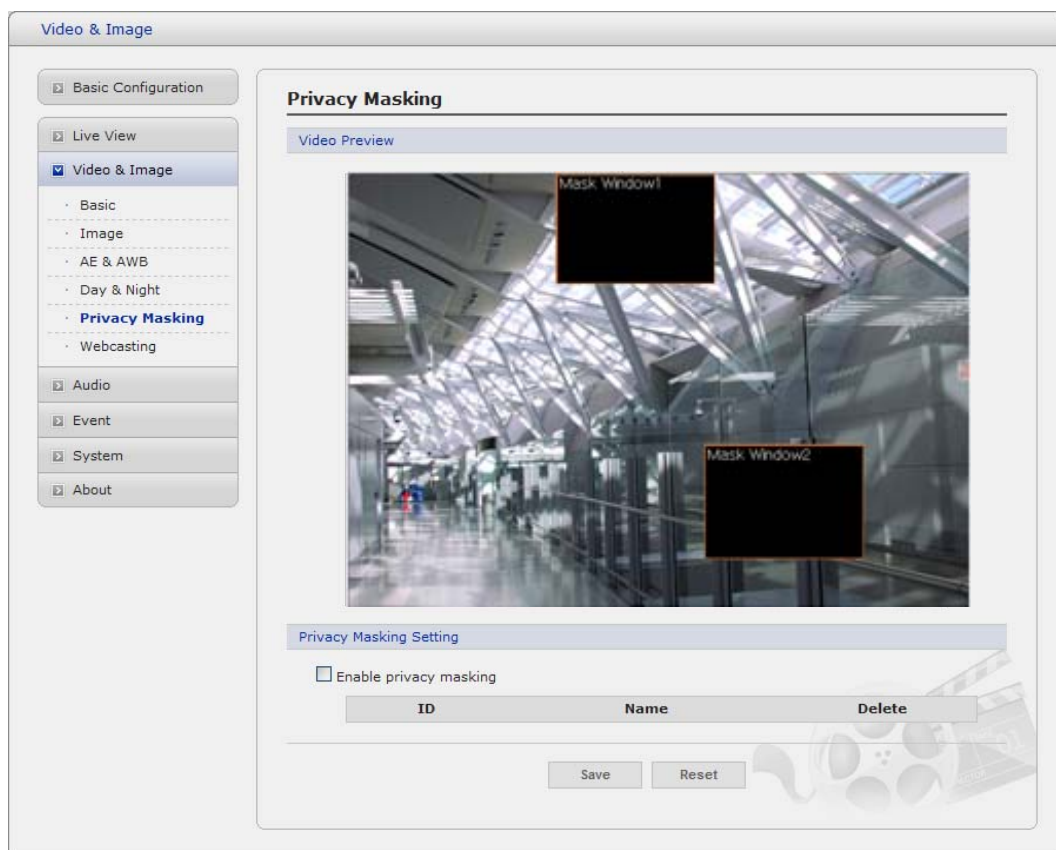 Video & Image
Basic Configuration
Live View
Video & Image
Basic
Image
AE & AWB
Day & Night
Privacy Masking
Webcasting
Audio
Event
System
About
Privacy Masking
Video Preview
Mask Window1
Mask Window2
Privacy Masking Setting
Enable privacy masking
ID Name Delete
Save Reset